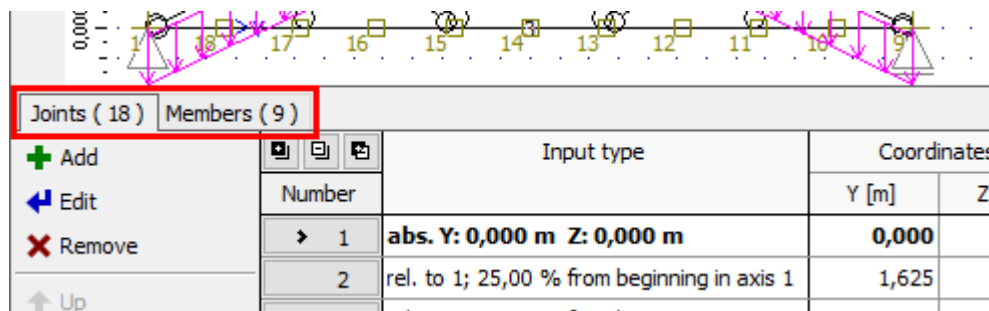 0,000
1 18 17 16 15 14 13 12 11 10 9
Joints ( 18 ) Members ( 9 )
Add
Input type
Coordinates
Edit
Number
Y [m]
Z
Remove
1
abs. Y: 0,000 m Z: 0,000 m
0,000
2
rel. to 1; 25,00 % from beginning in axis 1
1,625
Up